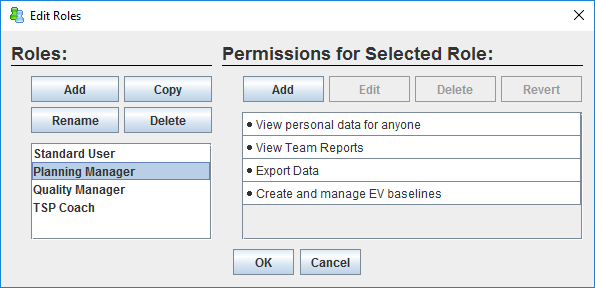 Edit Roles
Roles:
Add Copy
Rename Delete
Standard User
Planning Manager
Quality Manager
TSP Coach
Permissions for Selected Role:
Add Edit Delete Revert
• View personal data for anyone
• View Team Reports
• Export Data
• Create and manage EV baselines
OK Cancel